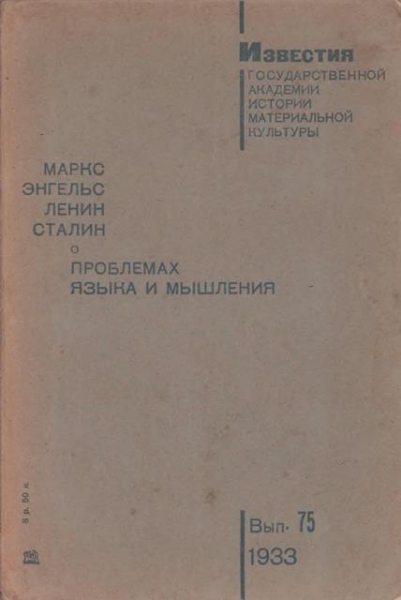 Известия
ГОСУДАРСТВЕННОЙ
АКАДЕМИИ
ИСТОРИИ
МАТЕРИАЛЬНОЙ
КУЛЬТУРЫ
МАРКС
ЭНГЕЛЬС
ЛЕНИН
СТАЛИН
О
ПРОБЛЕМАХ
ЯЗЫКА И МЫШЛЕНИЯ
Вып. 75
1933